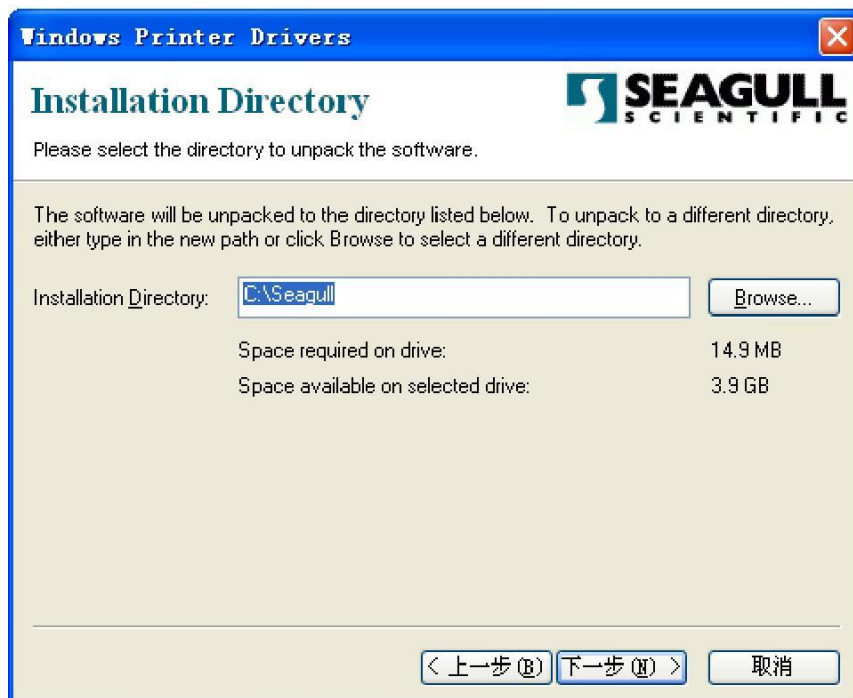 Windows Printer Drivers
Installation Directory
SEAGULL
SCIENTIFIC
Please select the directory to unpack the software.
The software will be unpacked to the directory listed below. To unpack to a different directory,
either type in the new path or click Browse to select a different directory.
Installation Directory: C:\Seagull Browse...
Space required on drive: 14.9 MB
Space available on selected drive: 3.9 GB
< 上一步(B) 下一步(N) > 取消